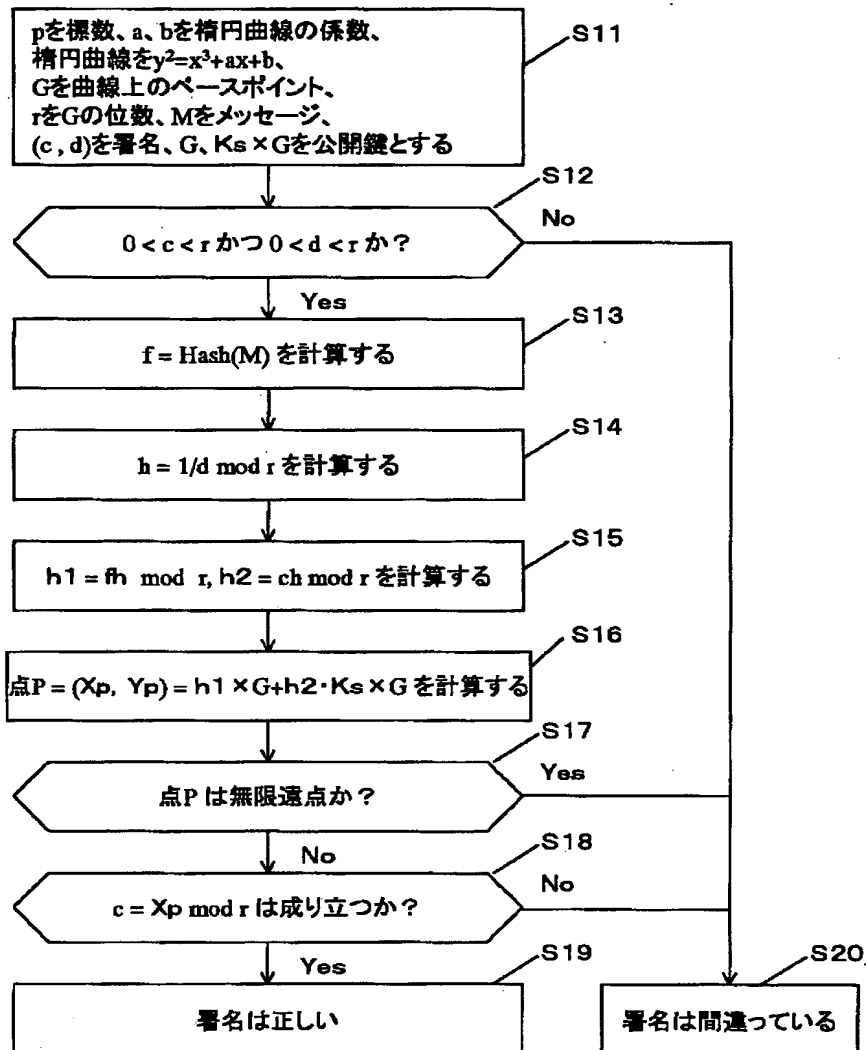 pを標数、a、bを楕円曲線の係数、
楕円曲線をy²=x³+ax+b、
Gを曲線上のベースポイント、
rをGの位数、Mをメッセージ、
(c , d)を署名、G、Ks×Gを公開鍵とする
S11
S12
0 < c < r かつ 0 < d < r か？
No
Yes
S13
f = Hash(M) を計算する
S14
h = 1/d mod r を計算する
S15
h1 = fh mod r, h2 = ch mod r を計算する
S16
点P = (Xp, Yp) = h1×G+h2・Ks×G を計算する
S17
点P は無限遠点か？
Yes
No
S18
c = Xp mod r は成り立つか？
No
Yes
S19
署名は正しい
S20
署名は間違っている